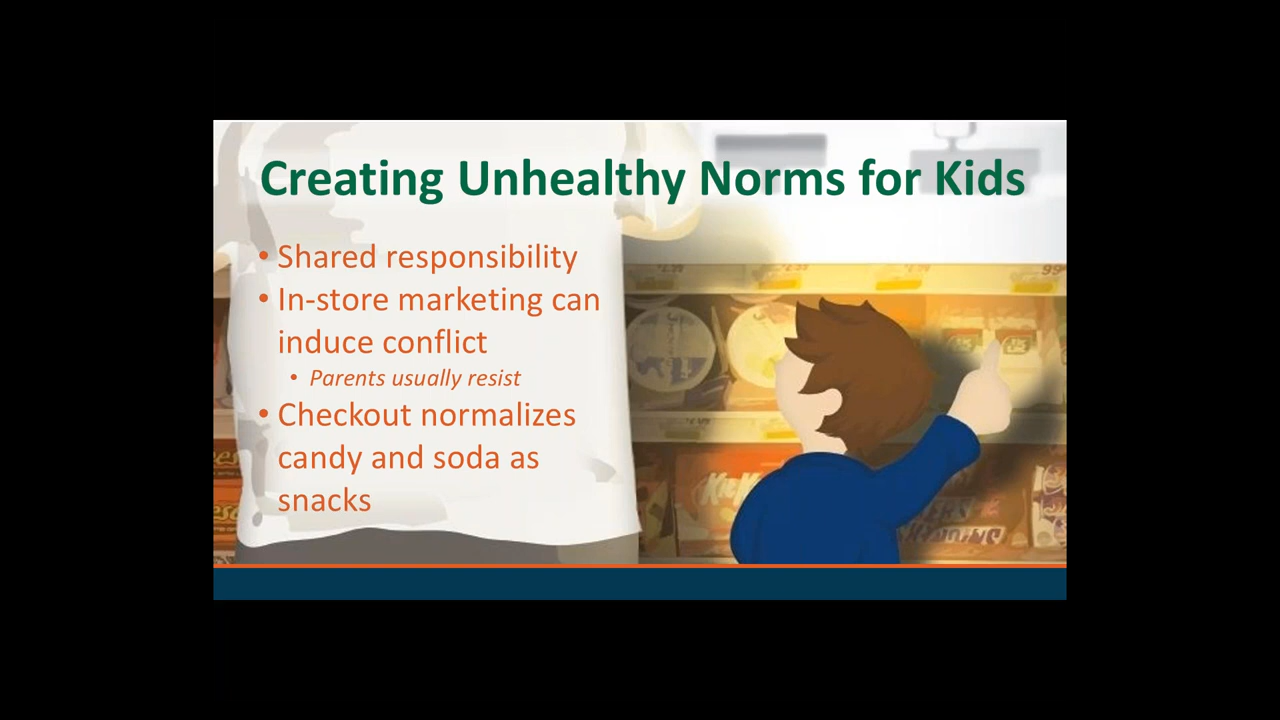 Creating Unhealthy Norms for Kids
• Shared responsibility
• In-store marketing can
induce conflict
• Parents usually resist
• Checkout normalizes
candy and soda as
snacks
99